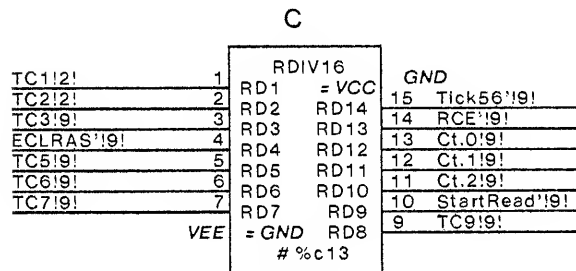 C
RDIV16
TC1!2! 1 RD1 =VCC GND
TC2!2! 2 RD2 RD14 15 Tick56'!9!
TC3!9! 3 RD3 RD13 14 RCE'!9!
ECLRAS'!9! 4 RD4 RD12 13 Ct.0!9!
TC5!9! 5 RD5 RD11 12 Ct.1!9!
TC6!9! 6 RD6 RD10 11 Ct.2!9!
TC7!9! 7 RD7 RD9 10 StartRead'!9!
VEE =GND RD8 9 TC9!9!
# %c13